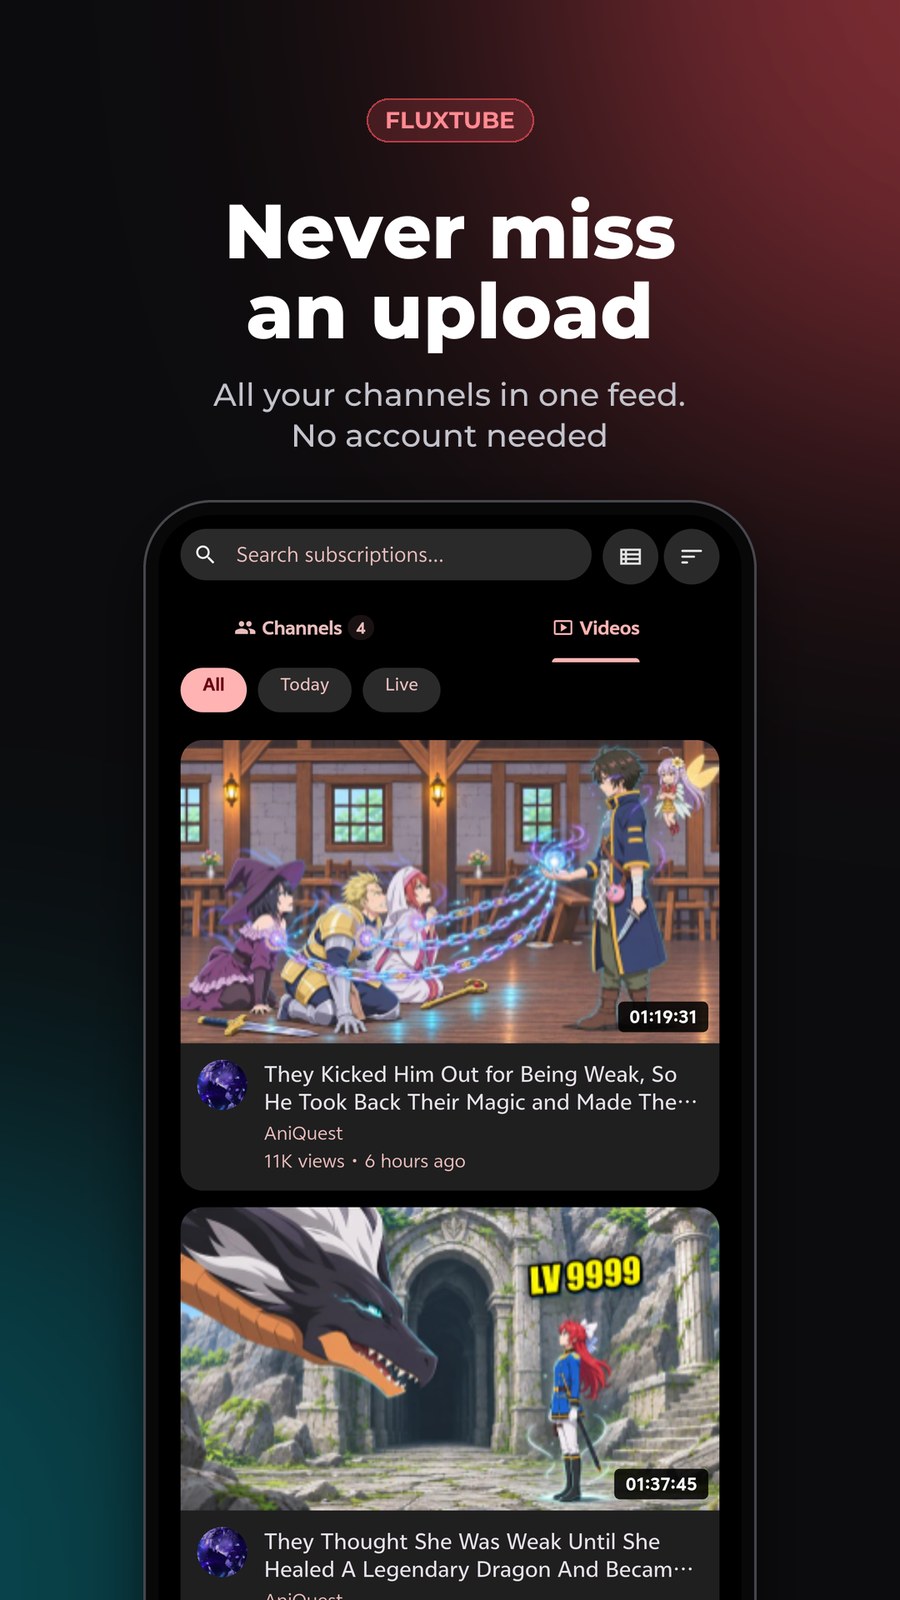 FLUXTUBE
Never miss
an upload
All your channels in one feed.
No account needed
Search subscriptions...
Channels 4
Videos
All
Today
Live
01:19:31
They Kicked Him Out for Being Weak, So
He Took Back Their Magic and Made The···
AniQuest
11K views • 6 hours ago
LV 9999
01:37:45
They Thought She Was Weak Until She
Healed A Legendary Dragon And Becam···
AniQuest